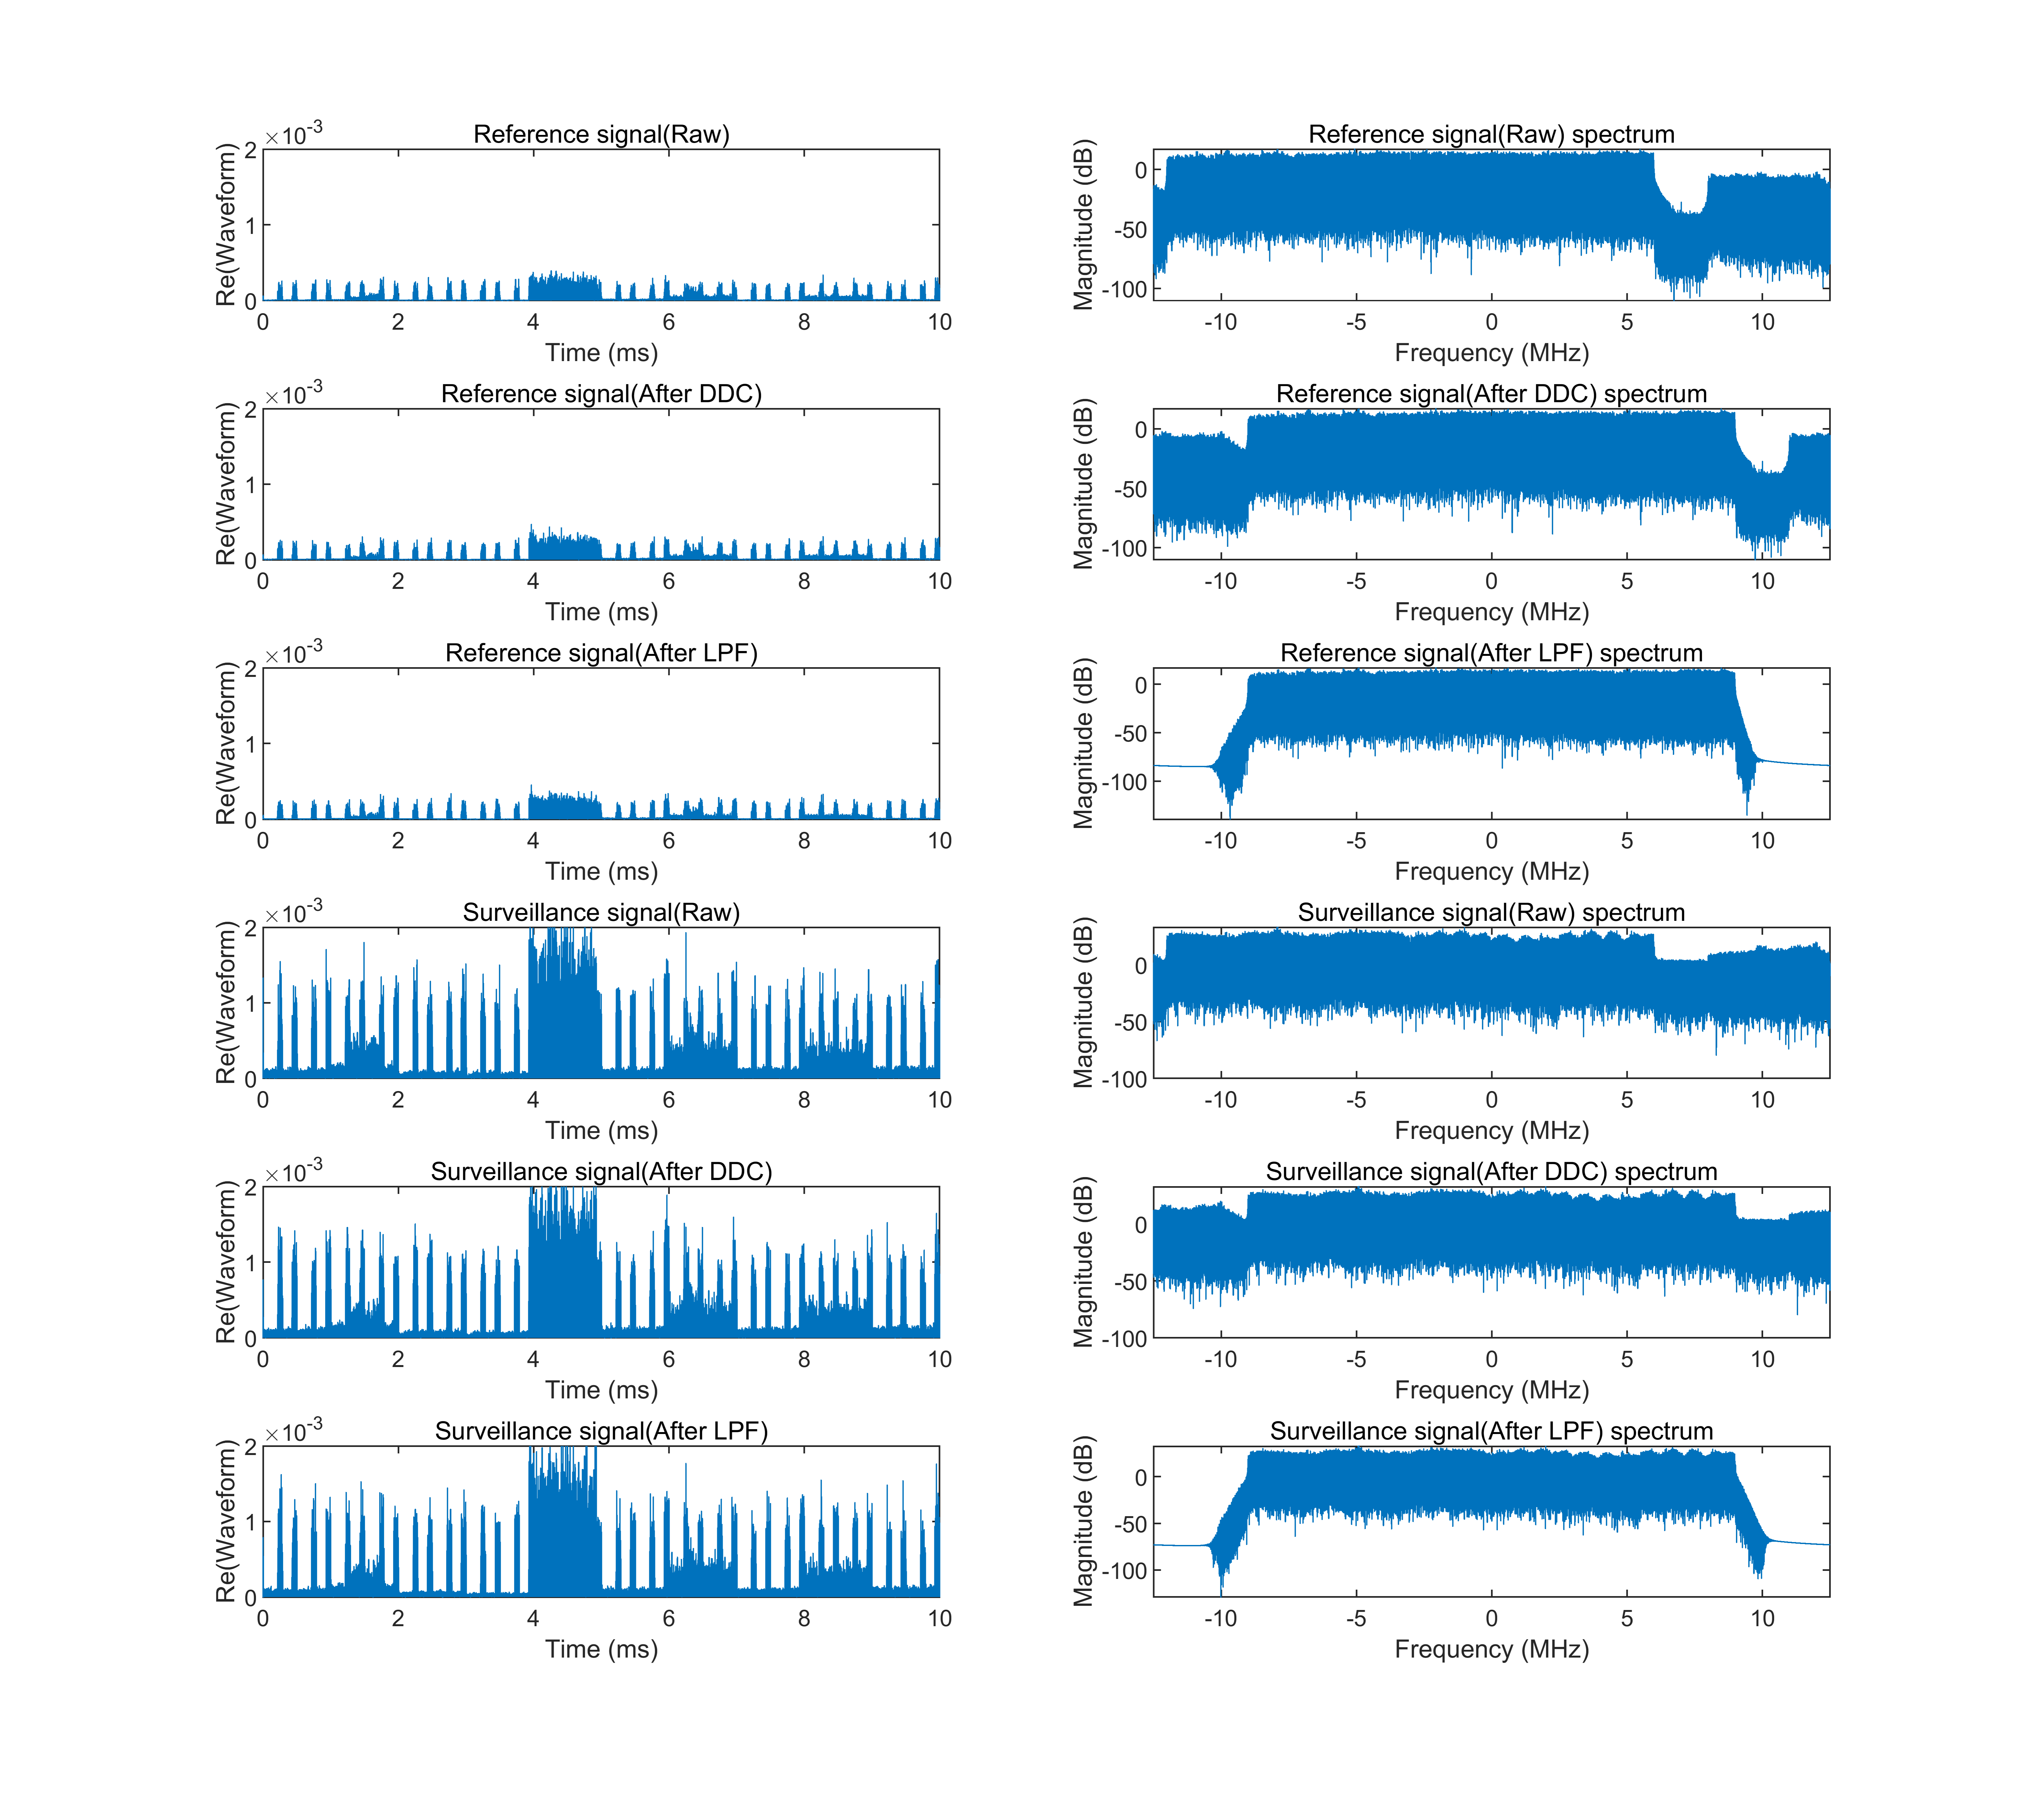 Reference signal(Raw)
×10-3
Re(Waveform)
2
1
0
0 2 4 6 8 10
Time (ms)
Reference signal(Raw) spectrum
Magnitude (dB)
0
-50
-100
-10 -5 0 5 10
Frequency (MHz)
Reference signal(After DDC)
×10-3
Re(Waveform)
2
1
0
0 2 4 6 8 10
Time (ms)
Reference signal(After DDC) spectrum
Magnitude (dB)
0
-50
-100
-10 -5 0 5 10
Frequency (MHz)
Reference signal(After LPF)
×10-3
Re(Waveform)
2
1
0
0 2 4 6 8 10
Time (ms)
Reference signal(After LPF) spectrum
Magnitude (dB)
0
-50
-100
-10 -5 0 5 10
Frequency (MHz)
Surveillance signal(Raw)
×10-3
Re(Waveform)
2
1
0
0 2 4 6 8 10
Time (ms)
Surveillance signal(Raw) spectrum
Magnitude (dB)
0
-50
-100
-10 -5 0 5 10
Frequency (MHz)
Surveillance signal(After DDC)
×10-3
Re(Waveform)
2
1
0
0 2 4 6 8 10
Time (ms)
Surveillance signal(After DDC) spectrum
Magnitude (dB)
0
-50
-100
-10 -5 0 5 10
Frequency (MHz)
Surveillance signal(After LPF)
×10-3
Re(Waveform)
2
1
0
0 2 4 6 8 10
Time (ms)
Surveillance signal(After LPF) spectrum
Magnitude (dB)
0
-50
-100
-10 -5 0 5 10
Frequency (MHz)